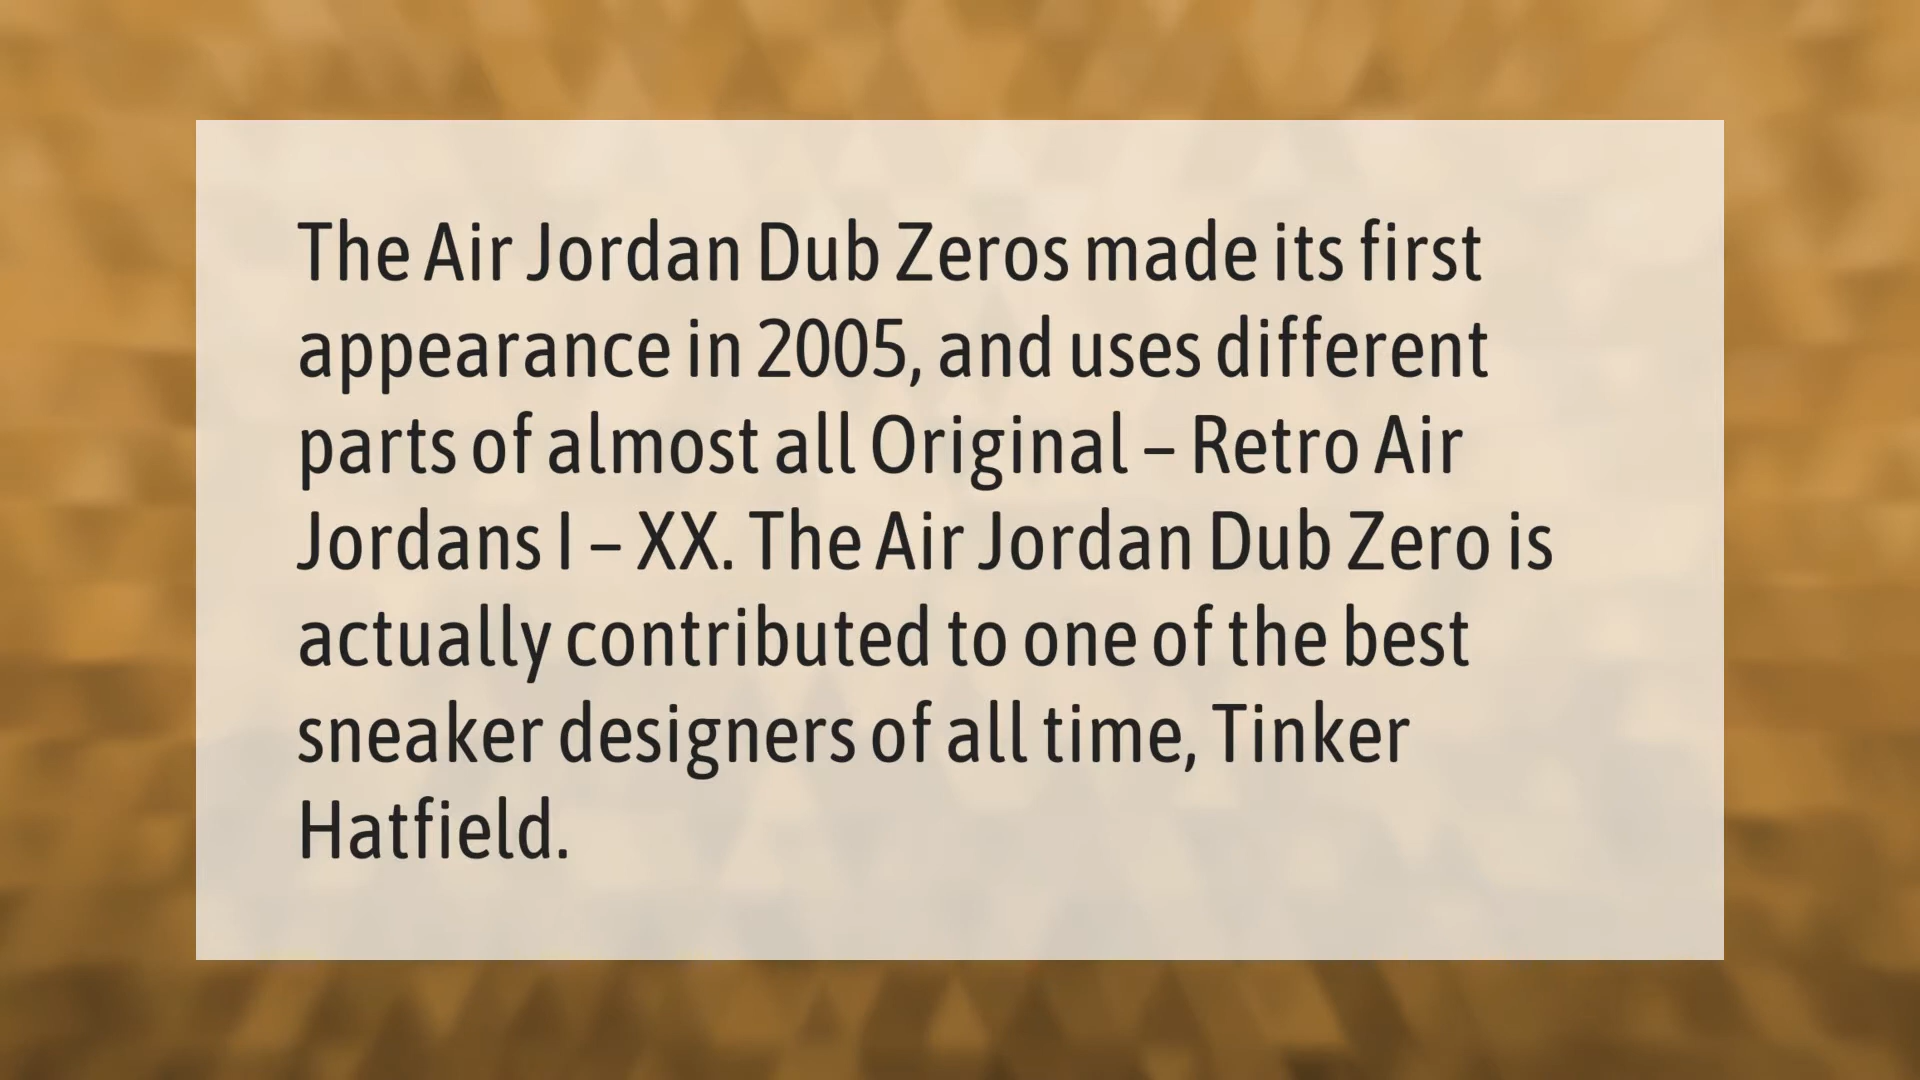 The Air Jordan Dub Zeros made its first
appearance in 2005, and uses different
parts of almost all Original – Retro Air
Jordans I – XX. The Air Jordan Dub Zero is
actually contributed to one of the best
sneaker designers of all time, Tinker
Hatfield.